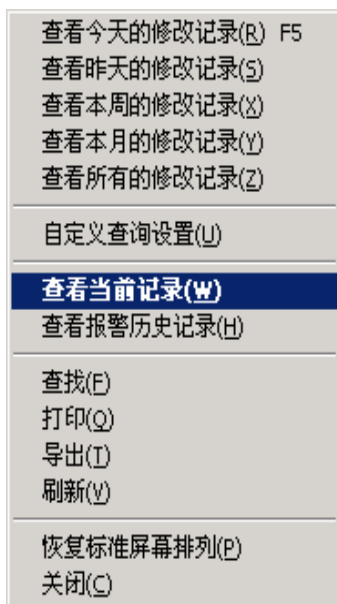 查看今天的修改记录(R) F5
查看昨天的修改记录(S)
查看本周的修改记录(X)
查看本月的修改记录(Y)
查看所有的修改记录(Z)
自定义查询设置(U)
查看当前记录(W)
查看报警历史记录(H)
查找(F)
打印(Q)
导出(T)
刷新(V)
恢复标准屏幕排列(P)
关闭(C)